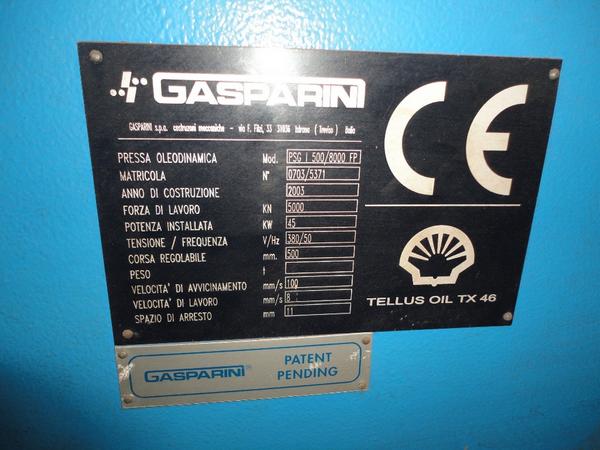 GASPARINI
GASPARINI s.p.a. costruzioni meccaniche - via F. Filzi, 33 31036 Istrana (Treviso) Italia
PRESSA OLEODINAMICA Mod. PSG I 500/8000 FP
MATRICOLA N° 0703/5371
ANNO DI COSTRUZIONE 2003
FORZA DI LAVORO KN 5000
POTENZA INSTALLATA KW 45
TENSIONE / FREQUENZA V/Hz 380/50
CORSA REGOLABILE mm. 500
PESO t
VELOCITA' DI AVVICINAMENTO mm/s 100
VELOCITA' DI LAVORO mm/s 8
SPAZIO DI ARRESTO mm 11
CE
TELLUS OIL TX 46
GASPARINI® PATENT
PENDING